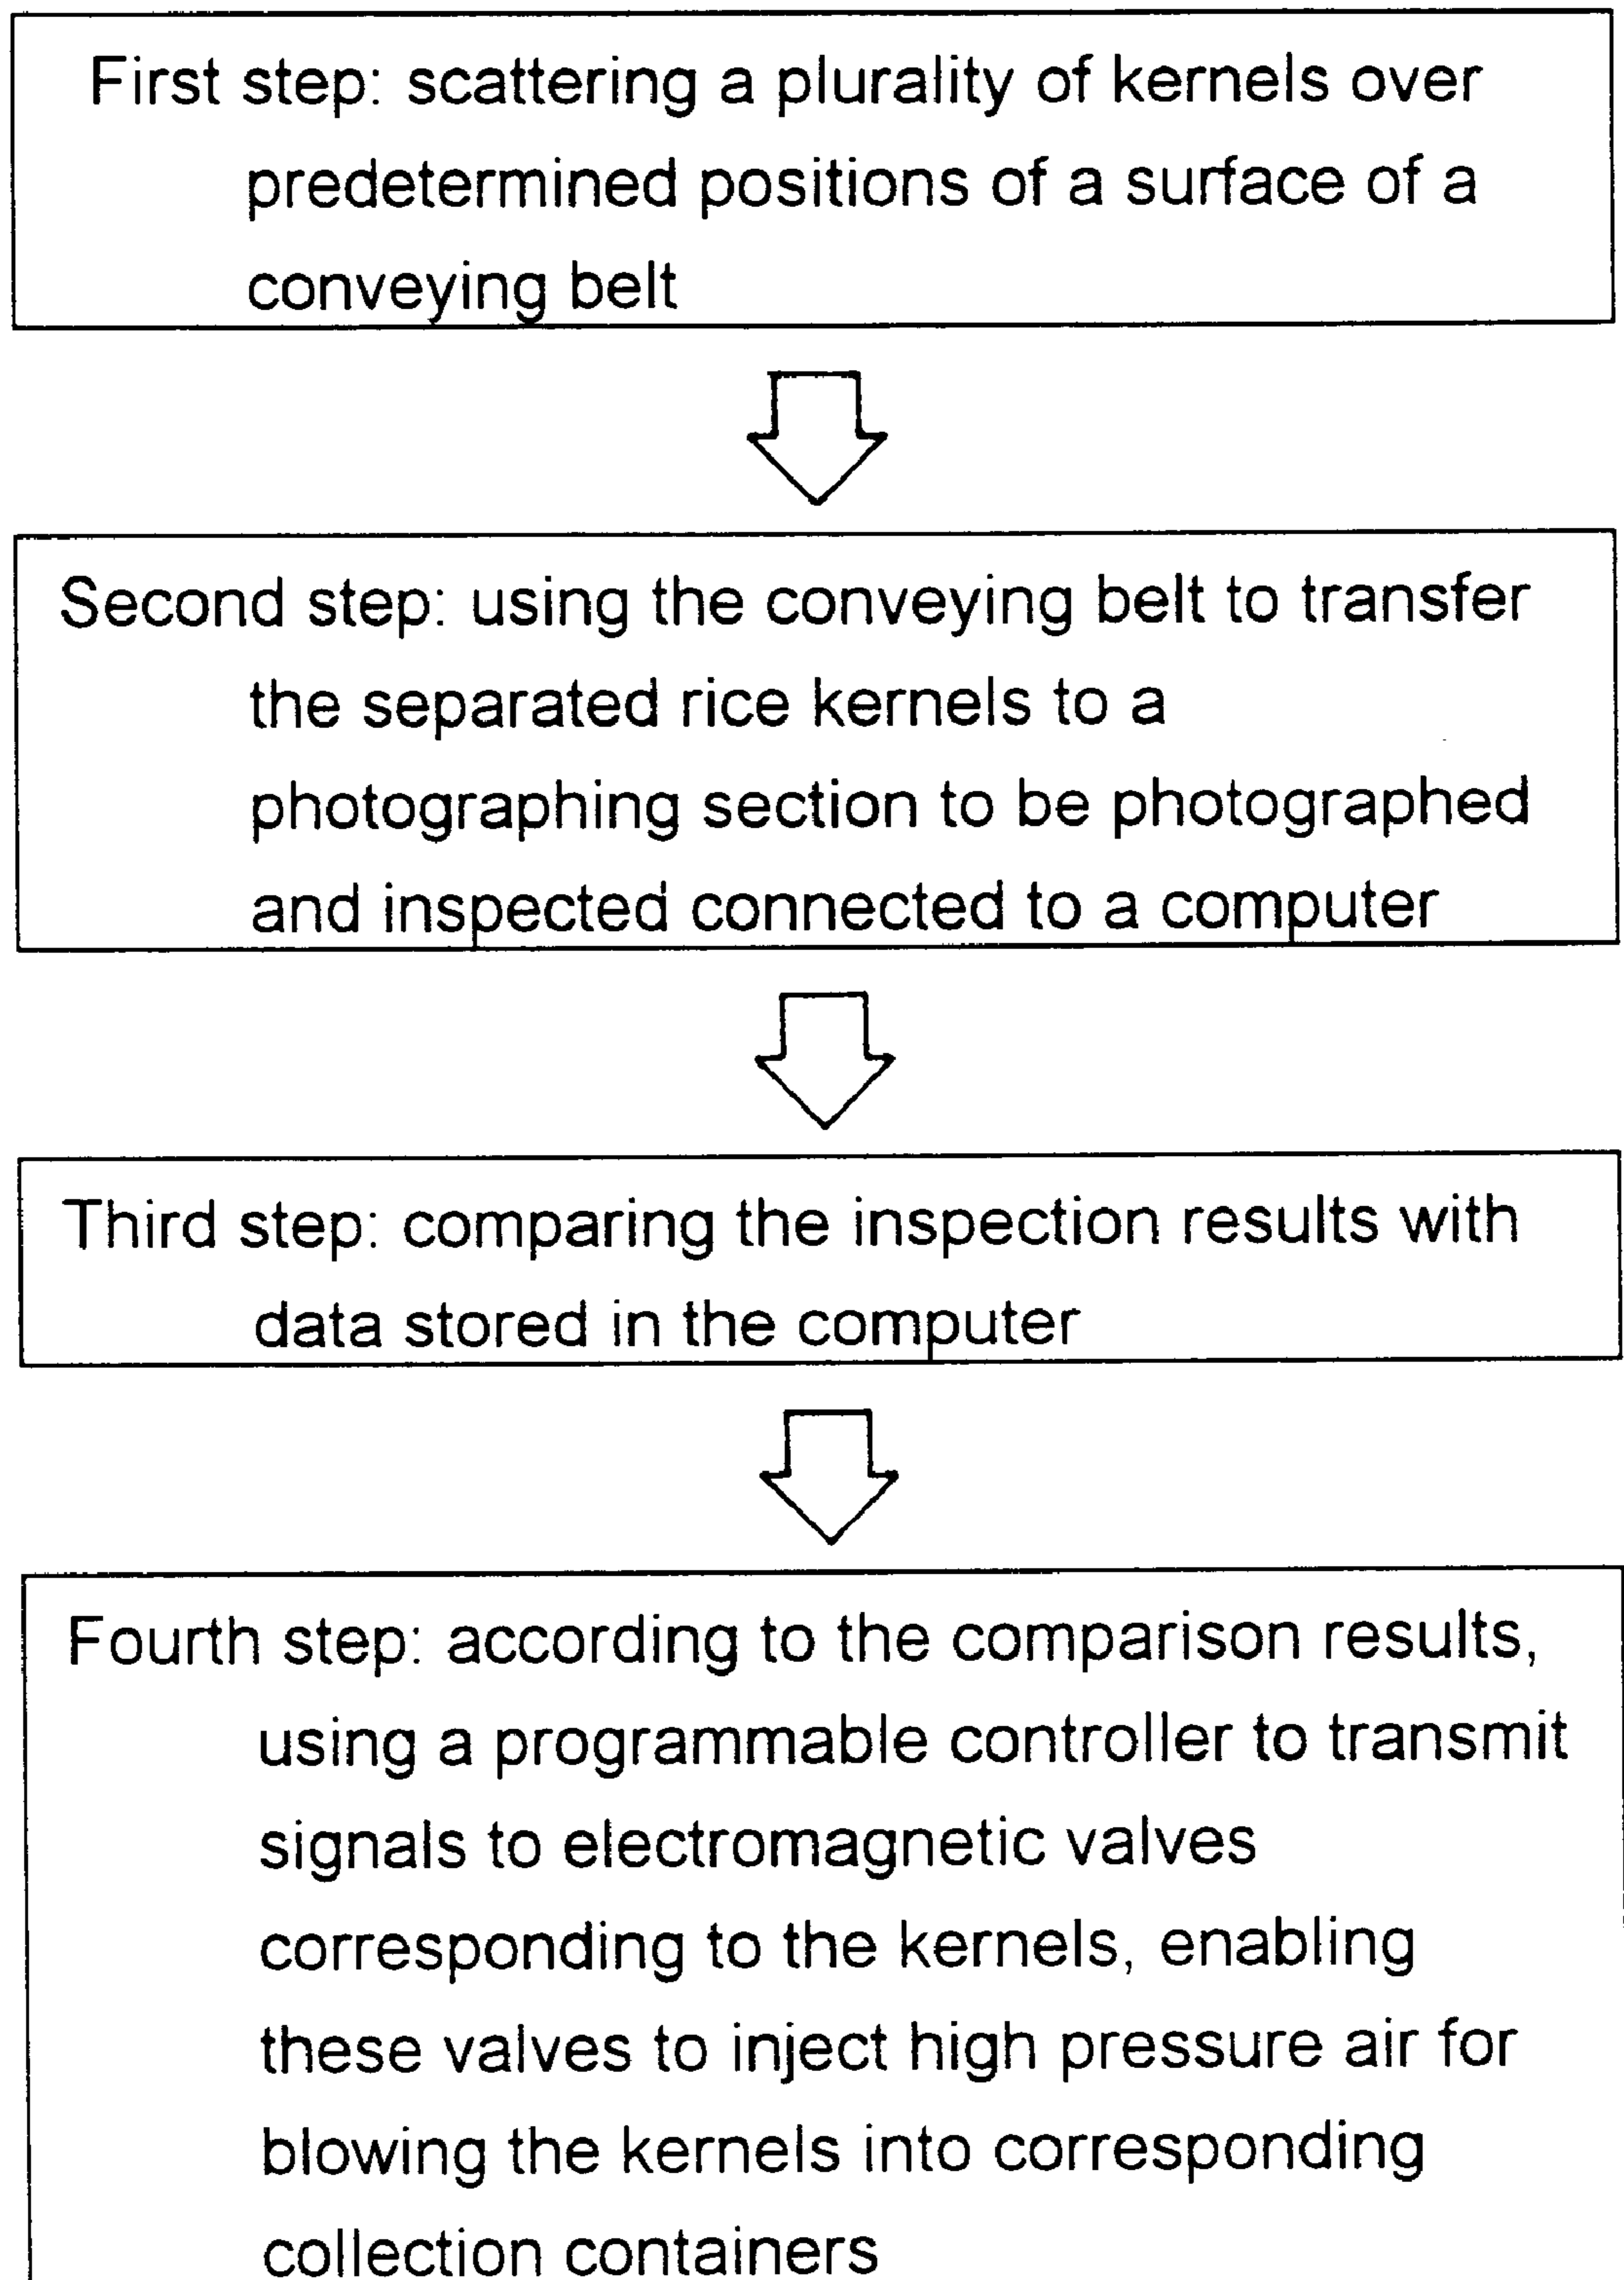 First step: scattering a plurality of kernels over
predetermined positions of a surface of a
conveying belt
Second step: using the conveying belt to transfer
the separated rice kernels to a
photographing section to be photographed
and inspected connected to a computer
Third step: comparing the inspection results with
data stored in the computer
Fourth step: according to the comparison results,
using a programmable controller to transmit
signals to electromagnetic valves
corresponding to the kernels, enabling
these valves to inject high pressure air for
blowing the kernels into corresponding
collection containers